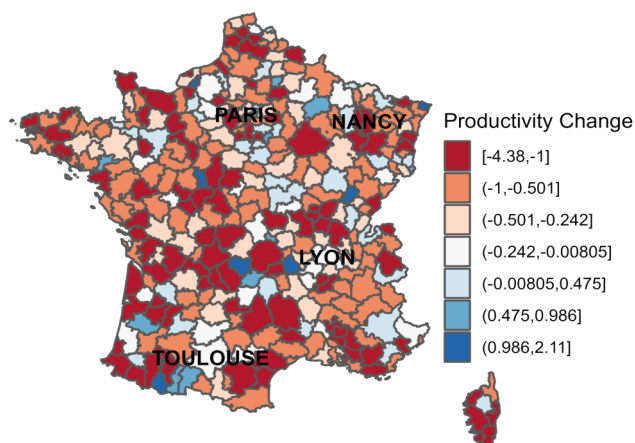 PARIS
NANCY
LYON
TOULOUSE
Productivity Change
[-4.38,-1]
(-1,-0.501]
(-0.501,-0.242]
(-0.242,-0.00805]
(-0.00805,0.475]
(0.475,0.986]
(0.986,2.11]